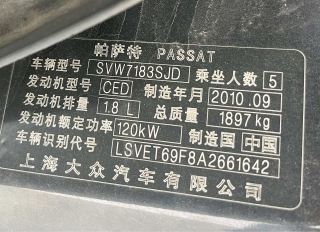 帕萨特 PASSAT
车辆型号 SVW7183SJD 乘坐人数 5
发动机型号 CED 制造年月 2010.09
发动机排量 1.8 L 总质量 1897 kg
发动机额定功率 120kW 制造国 中国
车辆识别代号 LSVET69F8A2661642
上海大众汽车有限公司